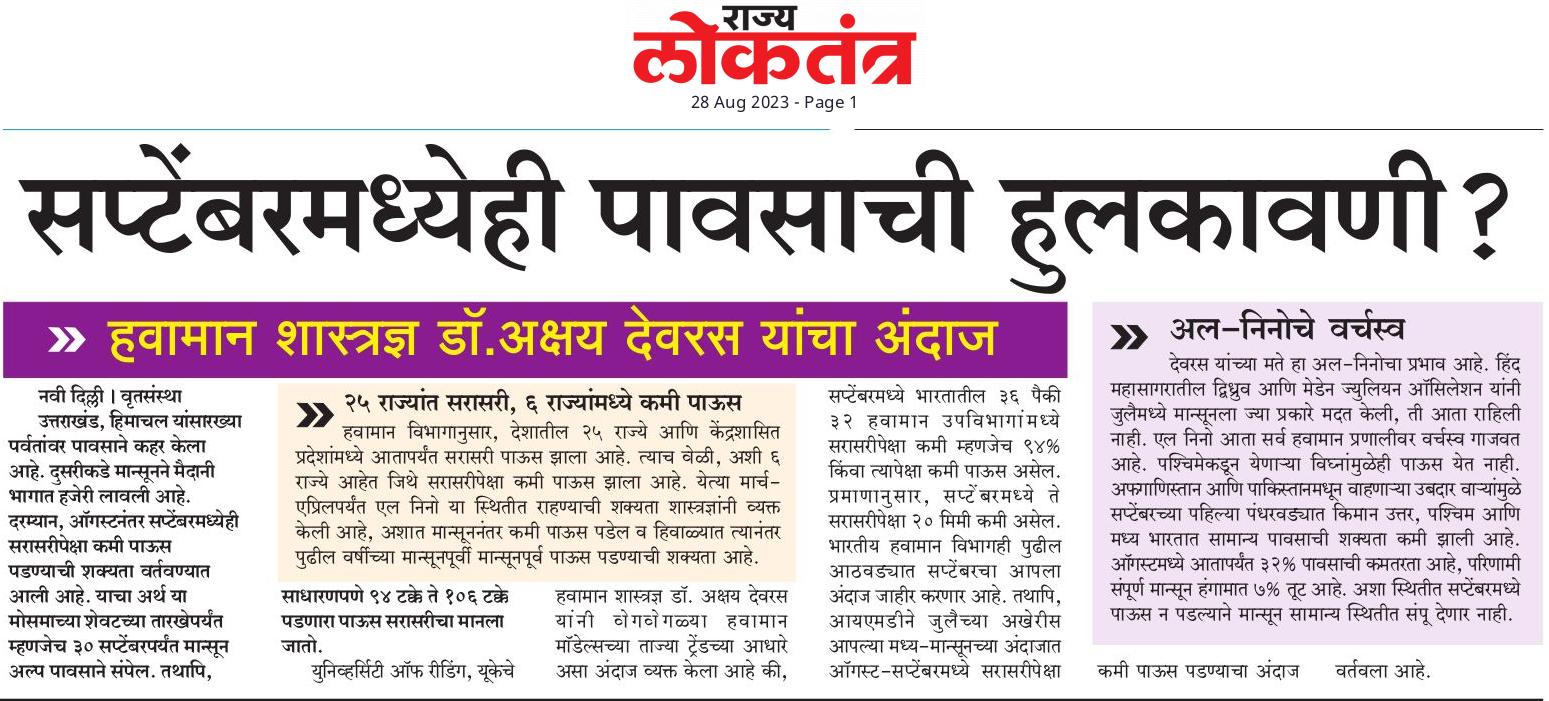 राज्य
लोकतंत्र
28 Aug 2023 - Page 1
सप्टेंबरमध्येही पावसाची हुलकावणी?
» हवामान शास्त्रज्ञ डॉ.अक्षय देवरस यांचा अंदाज
नवी दिल्ली । वृतसंस्था
उत्तराखंड, हिमाचल यांसारख्या
पर्वतांवर पावसाने कहर केला
आहे. दुसरीकडे मान्सूनने मैदानी
भागात हजेरी लावली आहे.
दरम्यान, ऑगस्टनंतर सप्टेंबरमध्येही
सरासरीपेक्षा कमी पाऊस
पडण्याची शक्यता वर्तवण्यात
आली आहे. याचा अर्थ या
मोसमाच्या शेवटच्या तारखेपर्यंत
म्हणजेच ३० सप्टेंबरपर्यंत मान्सून
अल्प पावसाने संपेल. तथापि,
» २५ राज्यांत सरासरी, ६ राज्यांमध्ये कमी पाऊस
हवामान विभागानुसार, देशातील २५ राज्ये आणि केंद्रशासित
प्रदेशांमध्ये आतापर्यंत सरासरी पाऊस झाला आहे. त्याच वेळी, अशी ६
राज्ये आहेत जिथे सरासरीपेक्षा कमी पाऊस झाला आहे. येत्या मार्च-
एप्रिलपर्यंत एल निनो या स्थितीत राहण्याची शक्यता शास्त्रज्ञांनी व्यक्त
केली आहे, अशात मान्सूननंतर कमी पाऊस पडेल व हिवाळ्यात त्यानंतर
पुढील वर्षीच्या मान्सूनपूर्वी मान्सूनपूर्व पाऊस पडण्याची शक्यता आहे.
साधारणपणे ९४ टक्के ते १०६ टक्के
पडणारा पाऊस सरासरीचा मानला
जातो.
युनिव्हर्सिटी ऑफ रीडिंग, यूकेचे
हवामान शास्त्रज्ञ डॉ. अक्षय देवरस
यांनी वेगवेगळ्या हवामान
मॉडेल्सच्या ताज्या ट्रेंडच्या आधारे
असा अंदाज व्यक्त केला आहे की,
सप्टेंबरमध्ये भारतातील ३६ पैकी
३२ हवामान उपविभागांमध्ये
सरासरीपेक्षा कमी म्हणजेच ९४%
किंवा त्यापेक्षा कमी पाऊस असेल.
प्रमाणानुसार, सप्टेंबरमध्ये ते
सरासरीपेक्षा २० मिमी कमी असेल.
भारतीय हवामान विभागही पुढील
आठवड्यात सप्टेंबरचा आपला
अंदाज जाहीर करणार आहे. तथापि,
आयएमडीने जुलैच्या अखेरीस
आपल्या मध्य-मान्सूनच्या अंदाजात
ऑगस्ट-सप्टेंबरमध्ये सरासरीपेक्षा
» अल-निनोचे वर्चस्व
देवरस यांच्या मते हा अल-निनोचा प्रभाव आहे. हिंद
महासागरातील द्विध्रुव आणि मेडेन ज्युलियन ऑसिलेशन यांनी
जुलैमध्ये मान्सूनला ज्या प्रकारे मदत केली, ती आता राहिली
नाही. एल निनो आता सर्व हवामान प्रणालीवर वर्चस्व गाजवत
आहे. पश्चिमेकडून येणाऱ्या विघ्नांमुळेही पाऊस येत नाही.
अफगाणिस्तान आणि पाकिस्तानमधून वाहणाऱ्या उबदार वाऱ्यांमुळे
सप्टेंबरच्या पहिल्या पंधरवड्यात किमान उत्तर, पश्चिम आणि
मध्य भारतात सामान्य पावसाची शक्यता कमी झाली आहे.
ऑगस्टमध्ये आतापर्यंत ३२% पावसाची कमतरता आहे, परिणामी
संपूर्ण मान्सून हंगामात ७% तूट आहे. अशा स्थितीत सप्टेंबरमध्ये
पाऊस न पडल्याने मान्सून सामान्य स्थितीत संपू देणार नाही.
कमी पाऊस पडण्याचा अंदाज
वर्तवला आहे.